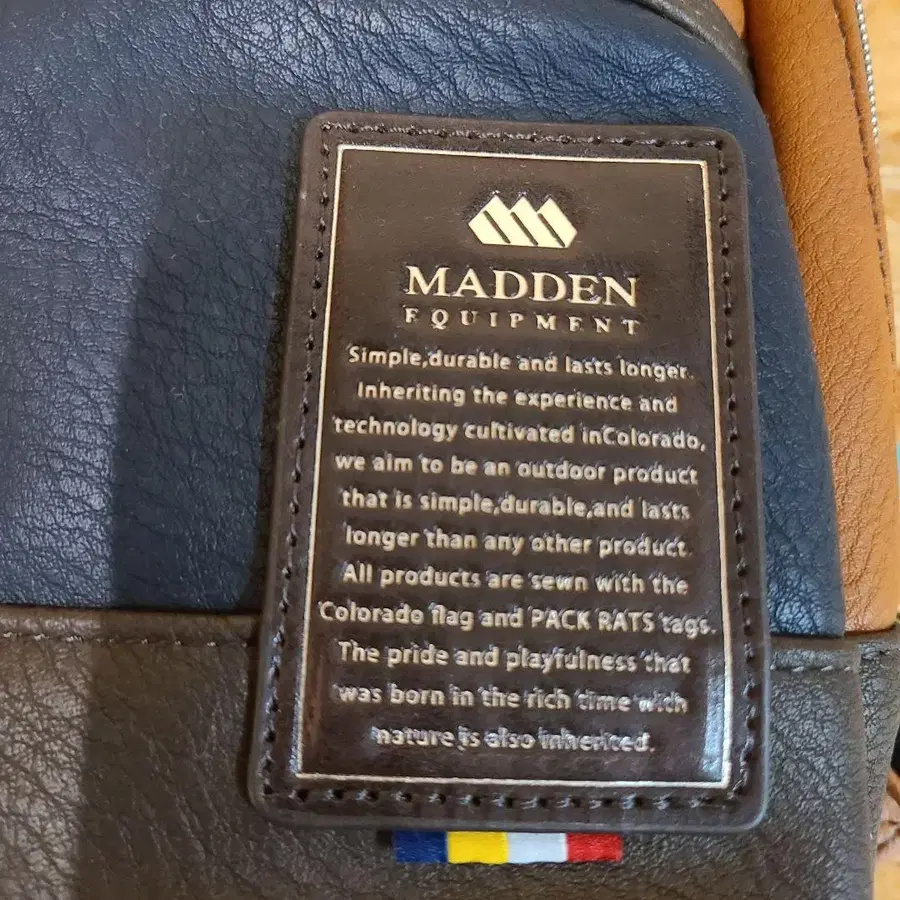 MADDEN
EQUIPMENT
Simple,durable and lasts longer.
Inheriting the experience and
technology cultivated inColorado,
we aim to be an outdoor product
that is simple,durable,and lasts
longer than any other product.
All products are sewn with the
Colorado flag and PACK RATS tags.
The pride and playfulness that
was born in the rich time with
nature is also inherited.